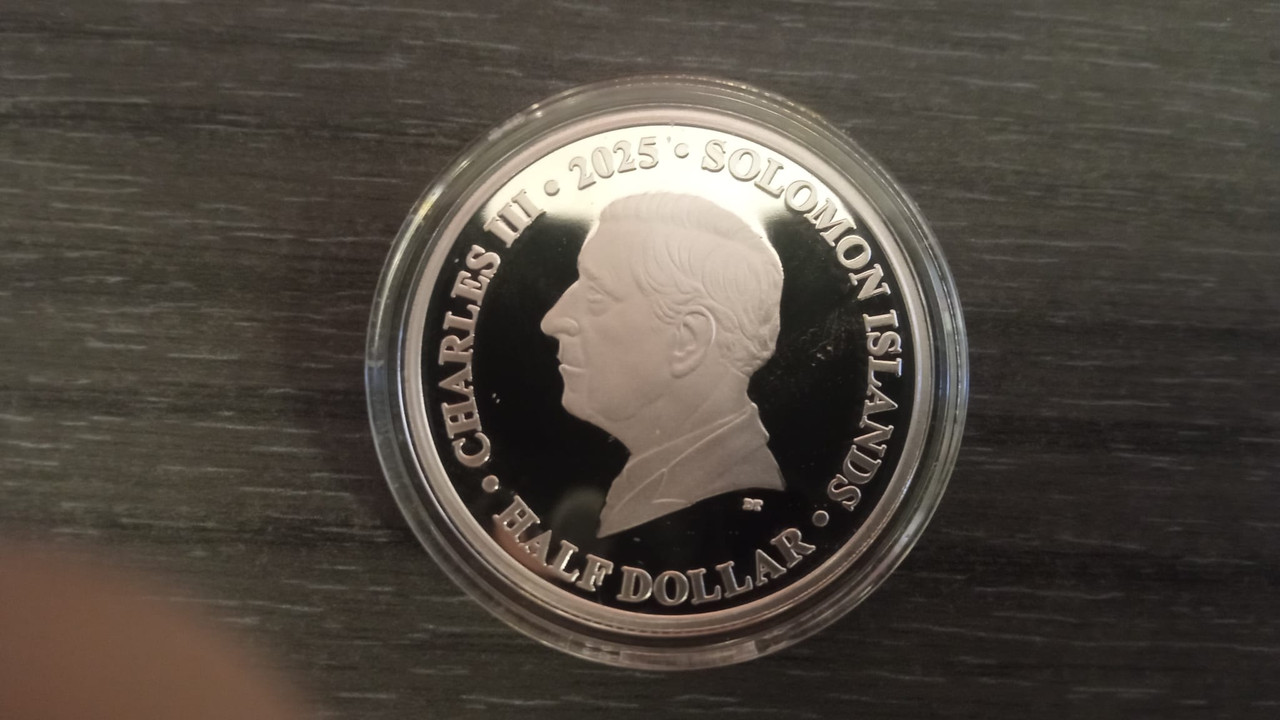 CHARLES III • 2025 • SOLOMON ISLANDS •
HALF DOLLAR •